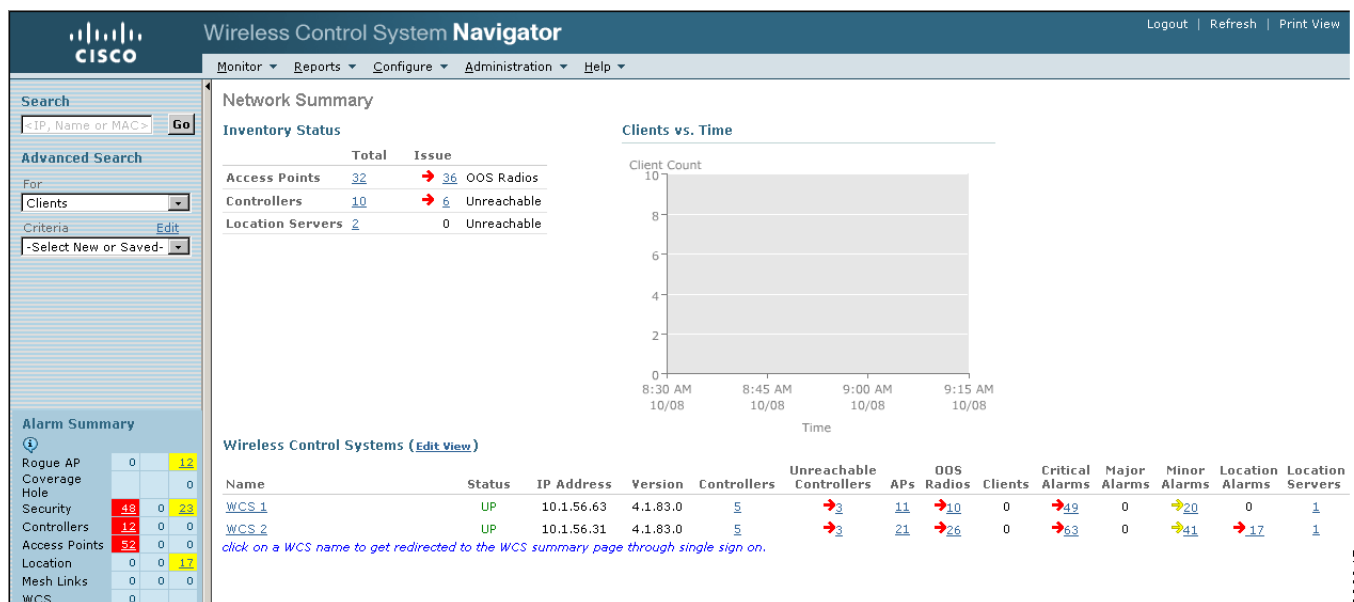 Logout | Refresh | Print View
CISCO
Wireless Control System Navigator
Monitor Reports Configure Administration Help
Search
<IP, Name or MAC> Go
Advanced Search
For
Clients
Criteria Edit
-Select New or Saved-
Network Summary
Inventory Status
Total Issue
Access Points 32 36 OOS Radios
Controllers 10 6 Unreachable
Location Servers 2 0 Unreachable
Clients vs. Time
Client Count
10
8
6
4
2
0
8:30 AM 8:45 AM 9:00 AM 9:15 AM
10/08 10/08 10/08 10/08
Time
Alarm Summary
Rogue AP 0 12
Coverage Hole 0
Security 48 0 23
Controllers 12 0 0
Access Points 52 0 0
Location 0 0 17
Mesh Links 0 0 0
WCS 0
Wireless Control Systems (Edit View)
Name Status IP Address Version Controllers Unreachable Controllers APs OOS Radios Clients Critical Alarms Major Alarms Minor Alarms Location Alarms Location Servers
WCS 1 UP 10.1.56.63 4.1.83.0 5 3 11 10 0 49 0 20 0 1
WCS 2 UP 10.1.56.31 4.1.83.0 5 3 21 26 0 63 0 41 17 1
click on a WCS name to get redirected to the WCS summary page through single sign on.